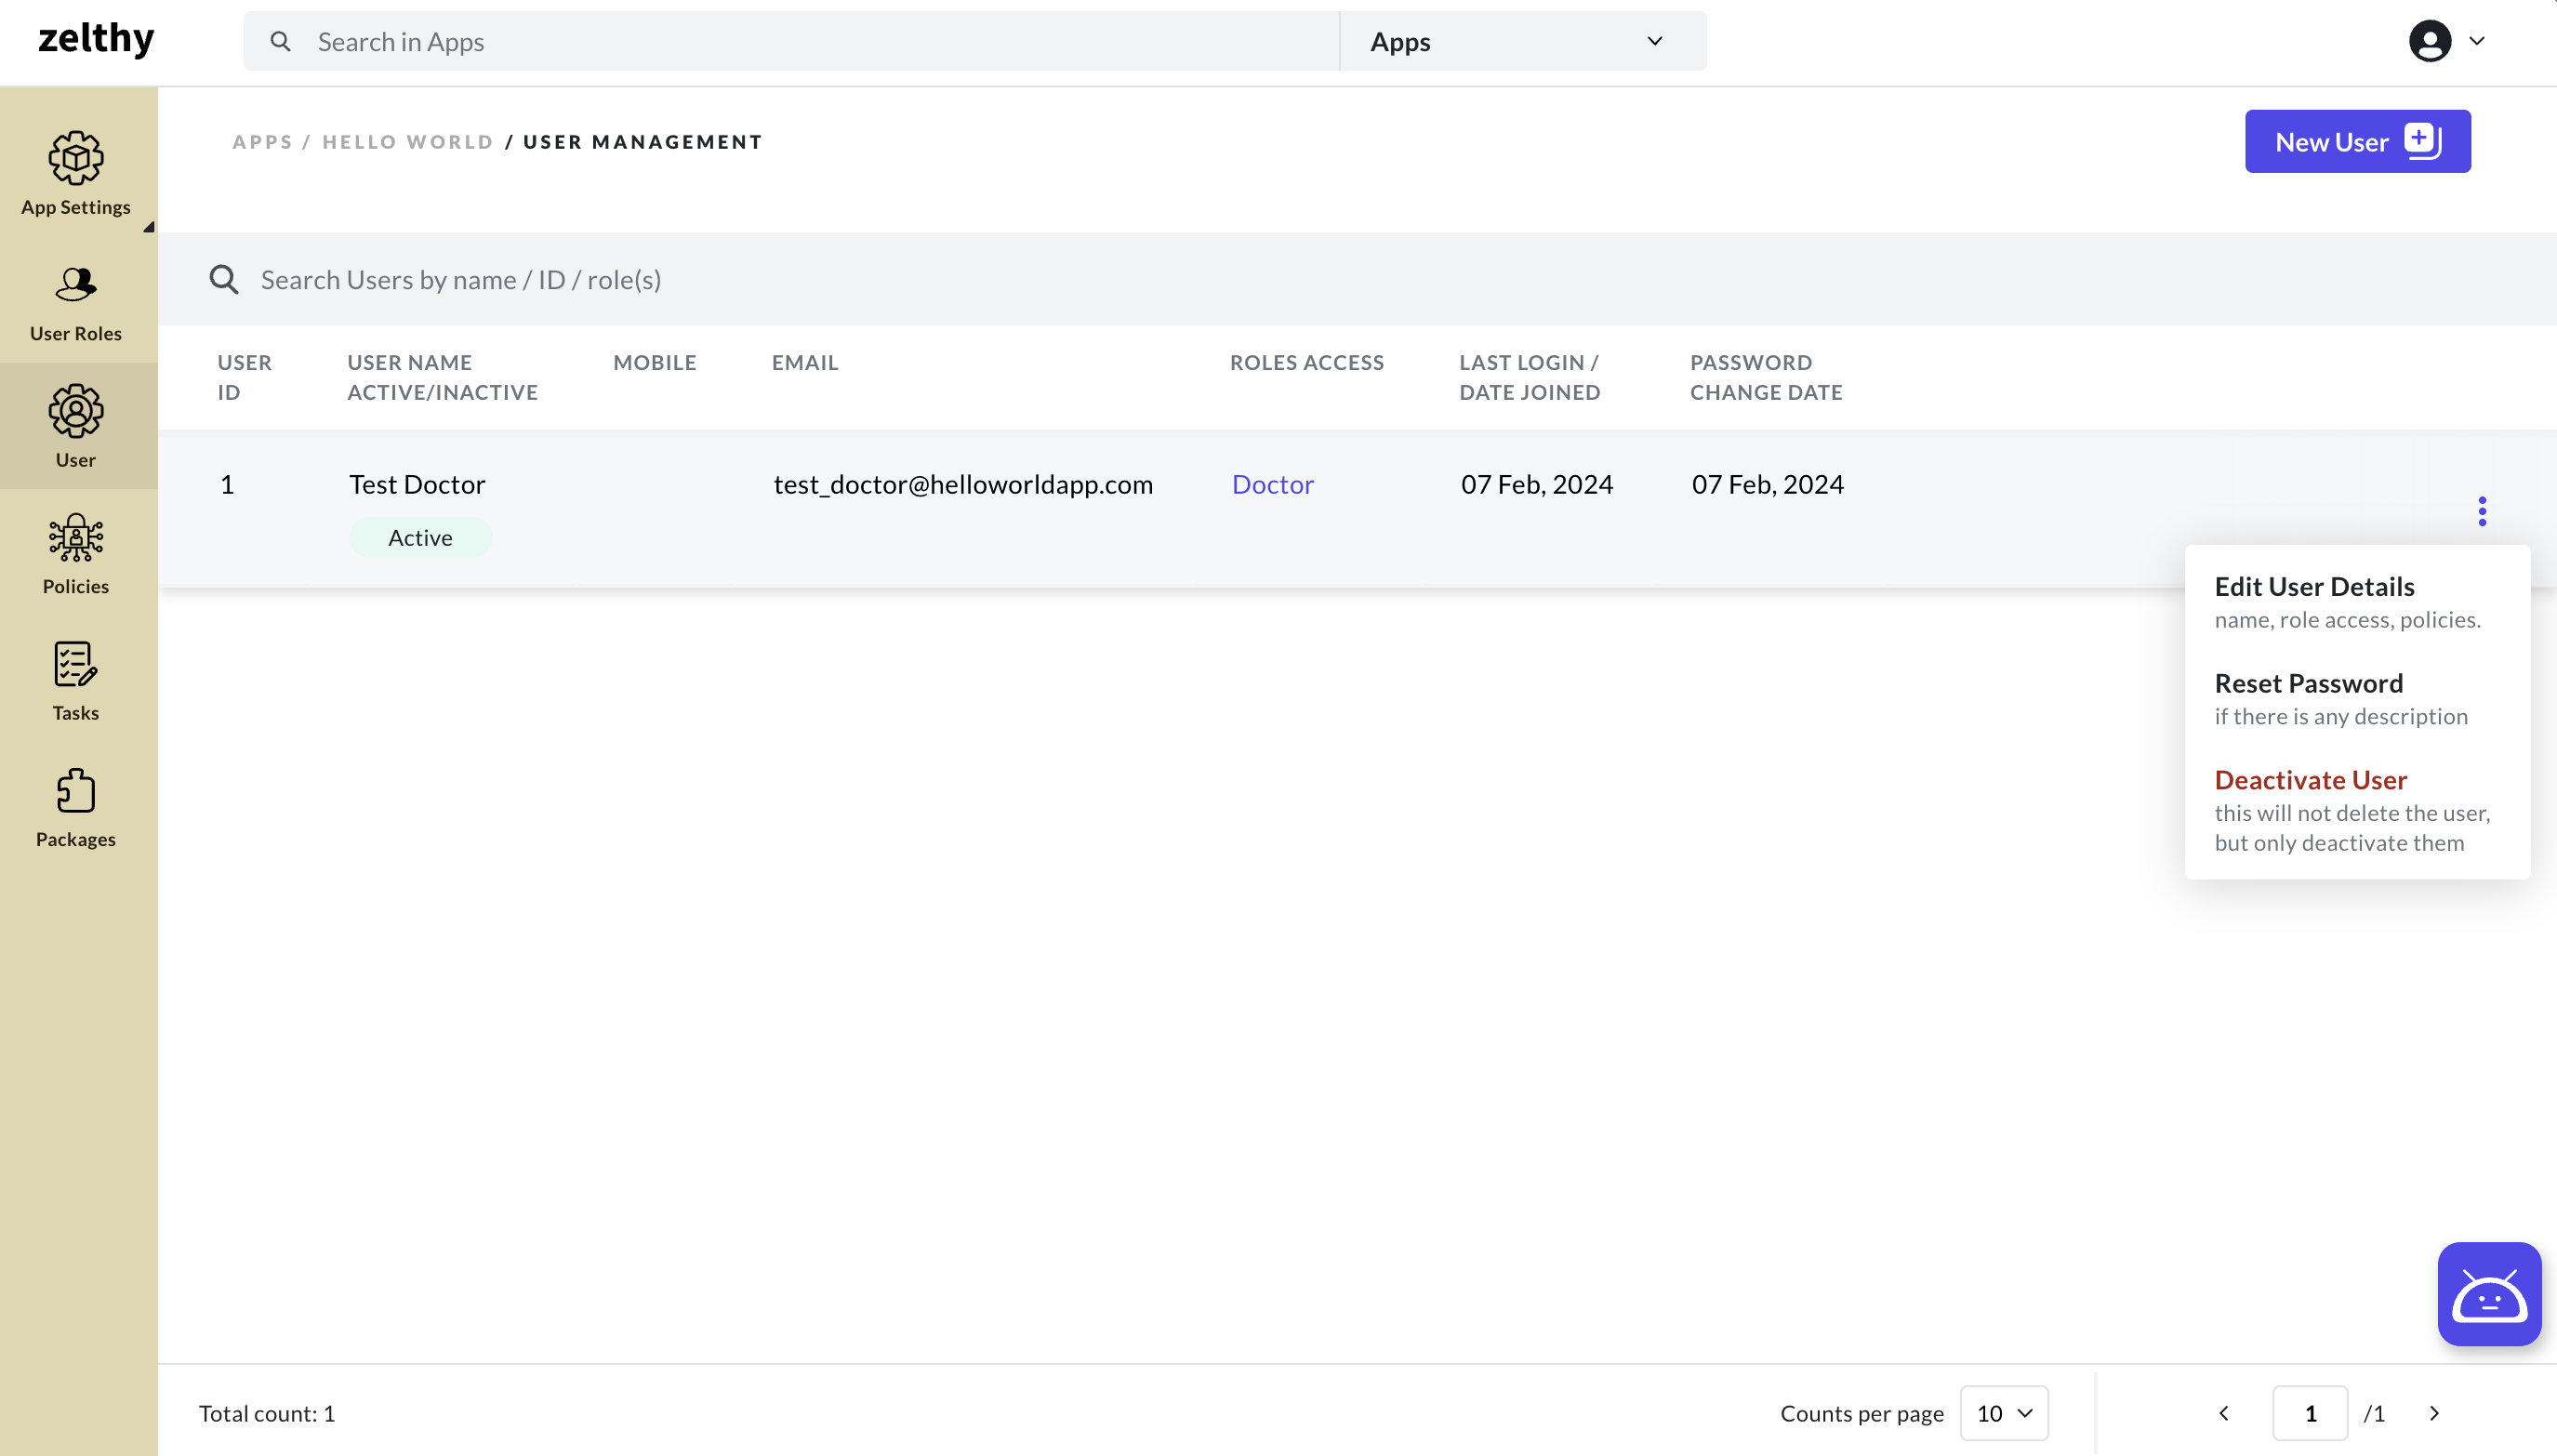 zelthy
Search in Apps
Apps
APPS / HELLO WORLD / USER MANAGEMENT
New User
App Settings
User Roles
User
Policies
Tasks
Packages
Search Users by name / ID / role(s)
USER ID
USER NAME ACTIVE/INACTIVE
MOBILE
EMAIL
ROLES ACCESS
LAST LOGIN / DATE JOINED
PASSWORD CHANGE DATE
1
Test Doctor
Active
test_doctor@helloworldapp.com
Doctor
07 Feb, 2024
07 Feb, 2024
Edit User Details
name, role access, policies.
Reset Password
if there is any description
Deactivate User
this will not delete the user,
but only deactivate them
Total count: 1
Counts per page
10
1
/1